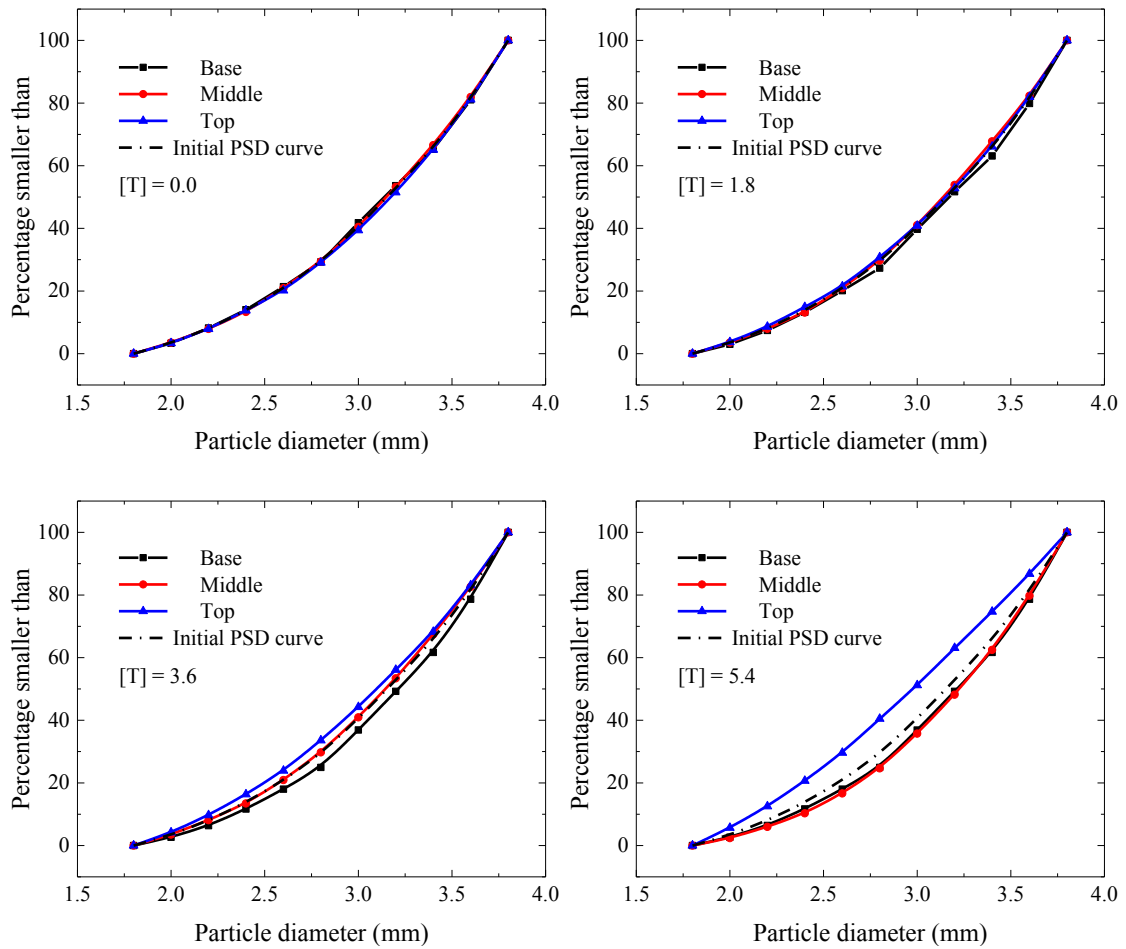 100
80
60
40
20
0
Percentage smaller than
Base
Middle
Top
Initial PSD curve
[T] = 0.0
1.5
2.0
2.5
3.0
3.5
4.0
Particle diameter (mm)
100
80
60
40
20
0
Percentage smaller than
Base
Middle
Top
Initial PSD curve
[T] = 1.8
1.5
2.0
2.5
3.0
3.5
4.0
Particle diameter (mm)
100
80
60
40
20
0
Percentage smaller than
Base
Middle
Top
Initial PSD curve
[T] = 3.6
1.5
2.0
2.5
3.0
3.5
4.0
Particle diameter (mm)
100
80
60
40
20
0
Percentage smaller than
Base
Middle
Top
Initial PSD curve
[T] = 5.4
1.5
2.0
2.5
3.0
3.5
4.0
Particle diameter (mm)